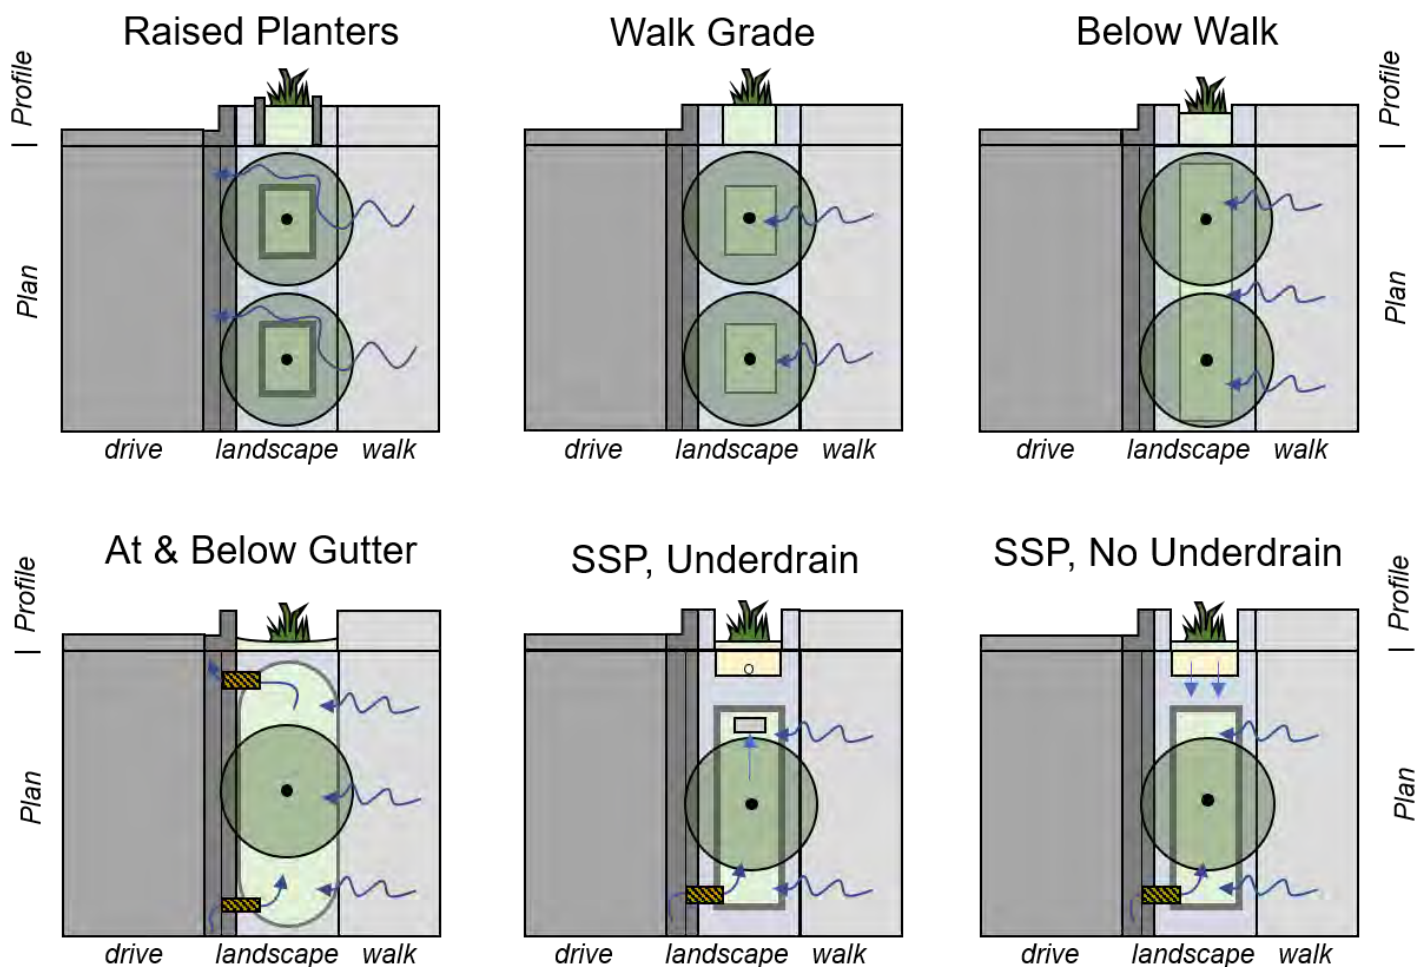 Raised Planters
Walk Grade
Below Walk
Plan | Profile
Plan | Profile
drive landscape walk
drive landscape walk
drive landscape walk
At & Below Gutter
SSP, Underdrain
SSP, No Underdrain
Plan | Profile
Plan | Profile
drive landscape walk
drive landscape walk
drive landscape walk